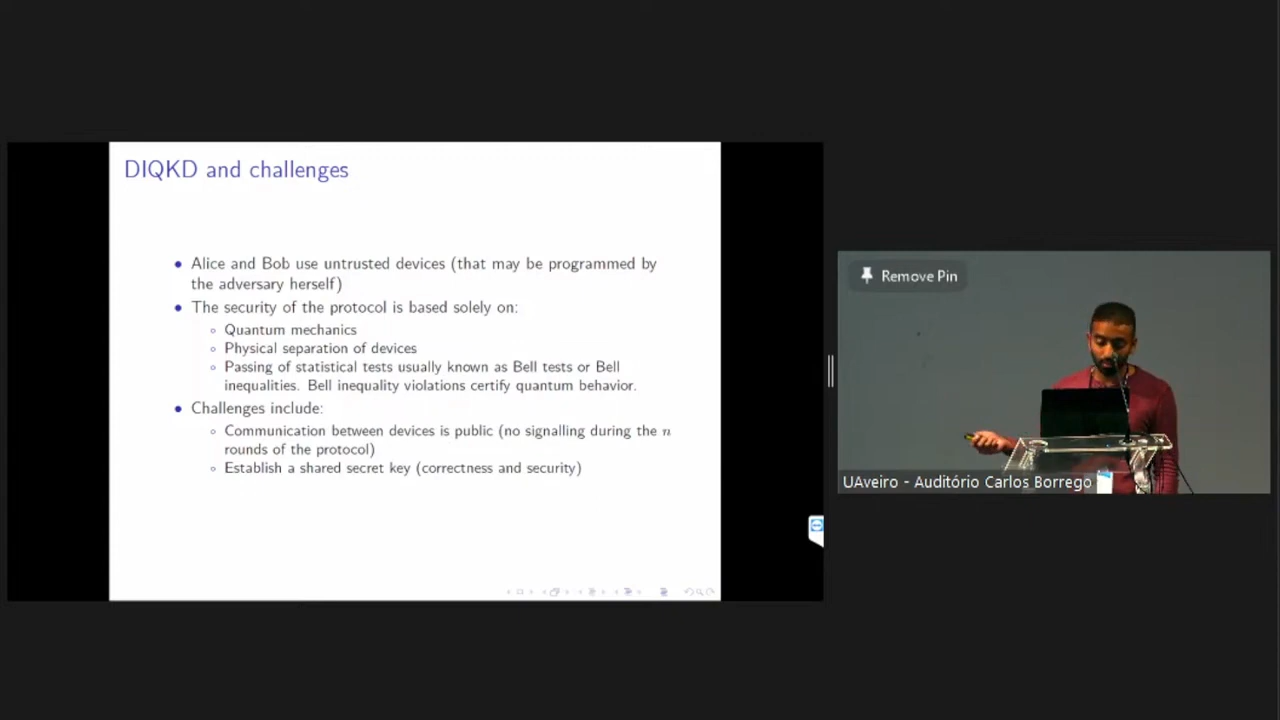 DIQKD and challenges
Alice and Bob use untrusted devices (that may be programmed by
the adversary herself)
The security of the protocol is based solely on:
Quantum mechanics
Physical separation of devices
Passing of statistical tests usually known as Bell tests or Bell
inequalities. Bell inequality violations certify quantum behavior.
Challenges include:
Communication between devices is public (no signalling during the n
rounds of the protocol)
Establish a shared secret key (correctness and security)
Remove Pin
UAveiro - Auditório Carlos Borrego